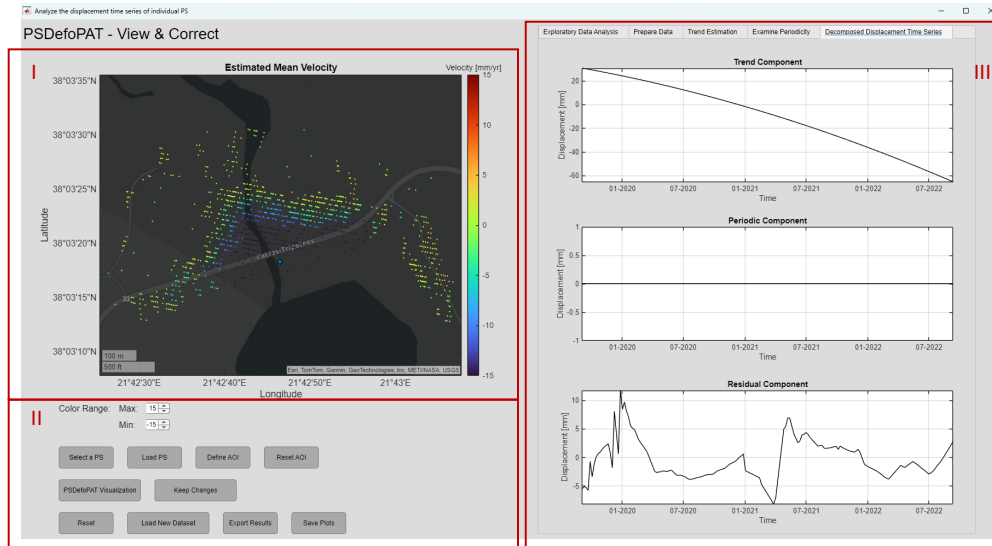 Analyze the displacement time series of individual PS
PSDefoPAT - View & Correct
I
Estimated Mean Velocity
Velocity [mm/yr]
38°03'35"N
38°03'30"N
38°03'25"N
38°03'20"N
38°03'15"N
38°03'10"N
Latitude
15
10
5
0
-5
-10
-15
Patron Tripoleos
100 m
500 ft
Esri, TomTom, Garmin, GeoTechnologies, Inc, METI/NASA, USGS
21°42'30"E 21°42'40"E 21°42'50"E 21°43'E
Longitude
II
Color Range: Max: 15
Min: -15
Select a PS Load PS Define AOI Reset AOI
PSDefoPAT Visualization Keep Changes
Reset Load New Dataset Export Results Save Plots
III
Exploratory Data Analysis Prepare Data Trend Estimation Examine Periodicity Decomposed Displacement Time Series
Trend Component
Displacement [mm]
20
0
-20
-40
-60
01-2020 07-2020 01-2021 07-2021 01-2022 07-2022
Time
Periodic Component
Displacement [mm]
1
0.5
0
-0.5
-1
01-2020 07-2020 01-2021 07-2021 01-2022 07-2022
Time
Residual Component
Displacement [mm]
10
5
0
-5
01-2020 07-2020 01-2021 07-2021 01-2022 07-2022
Time